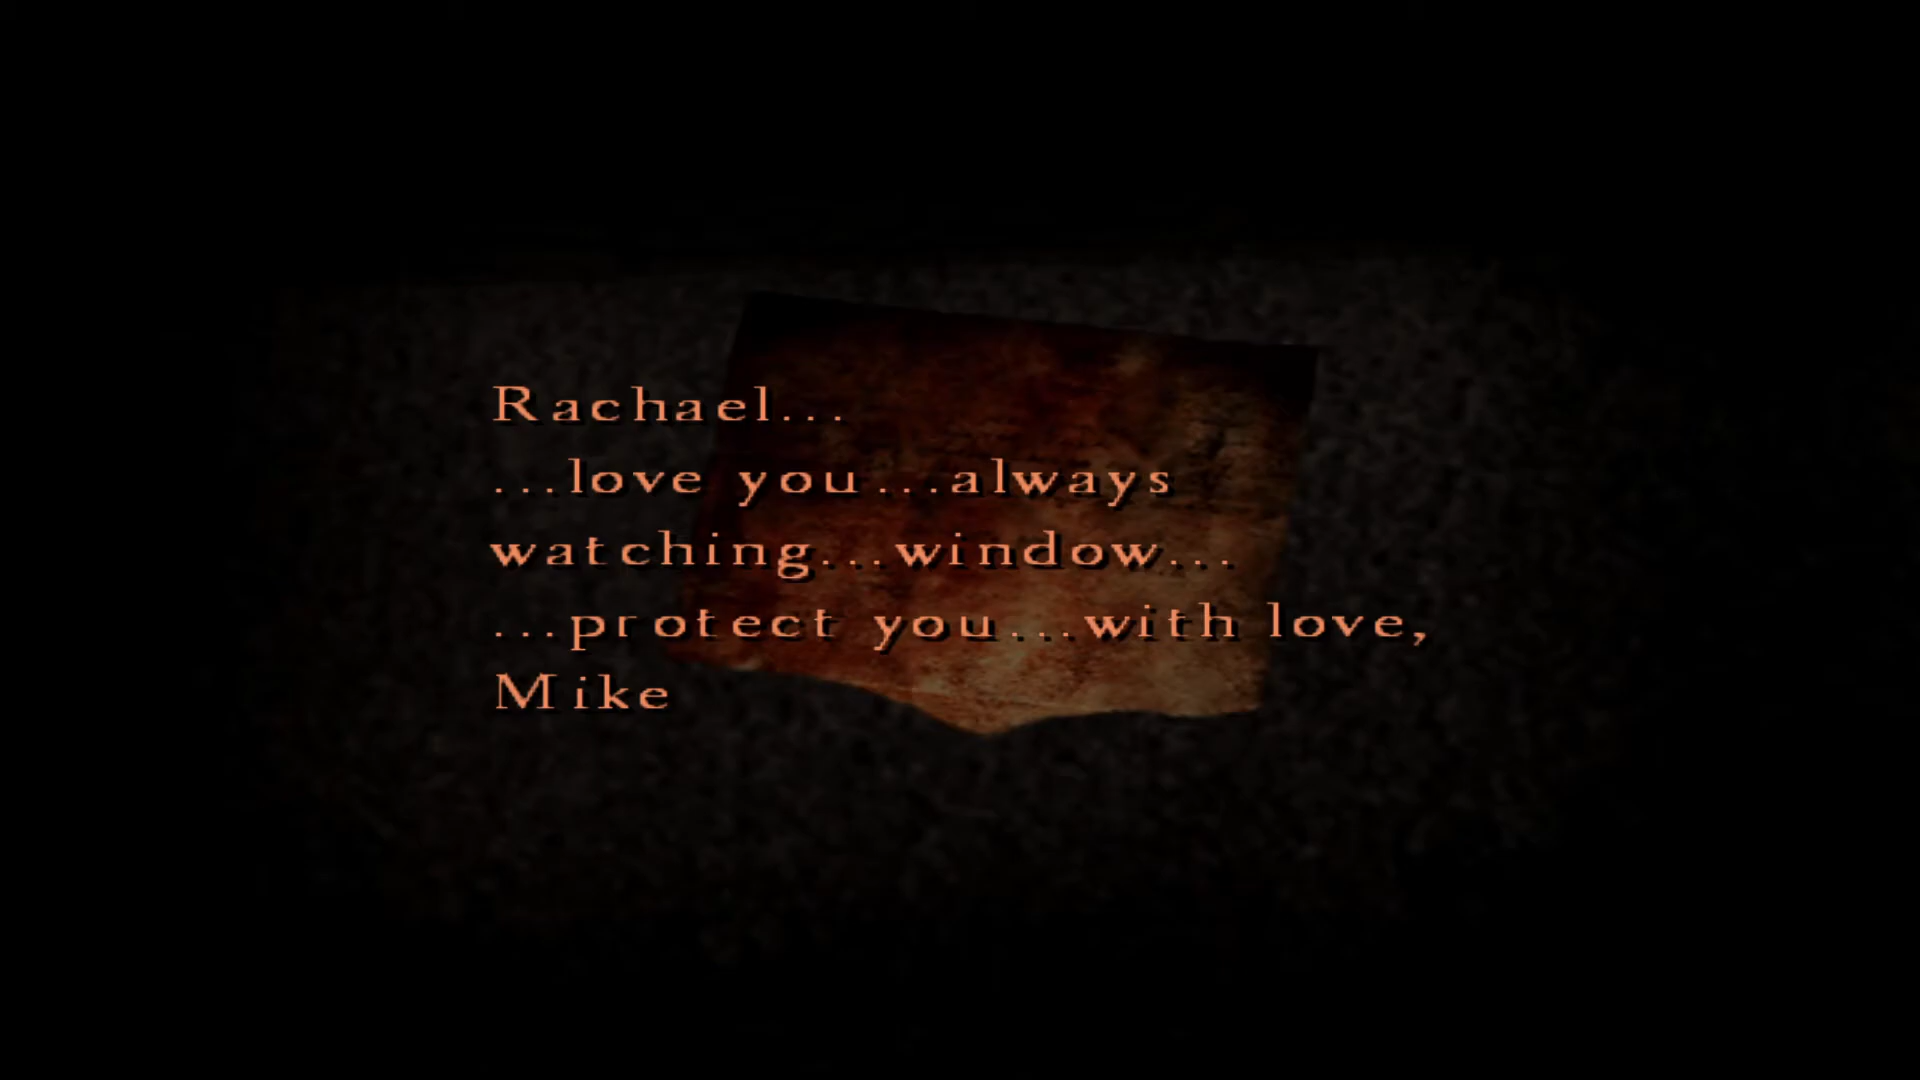 Rachael...
...love you...always
watching...window...
...protect you...with love,
Mike